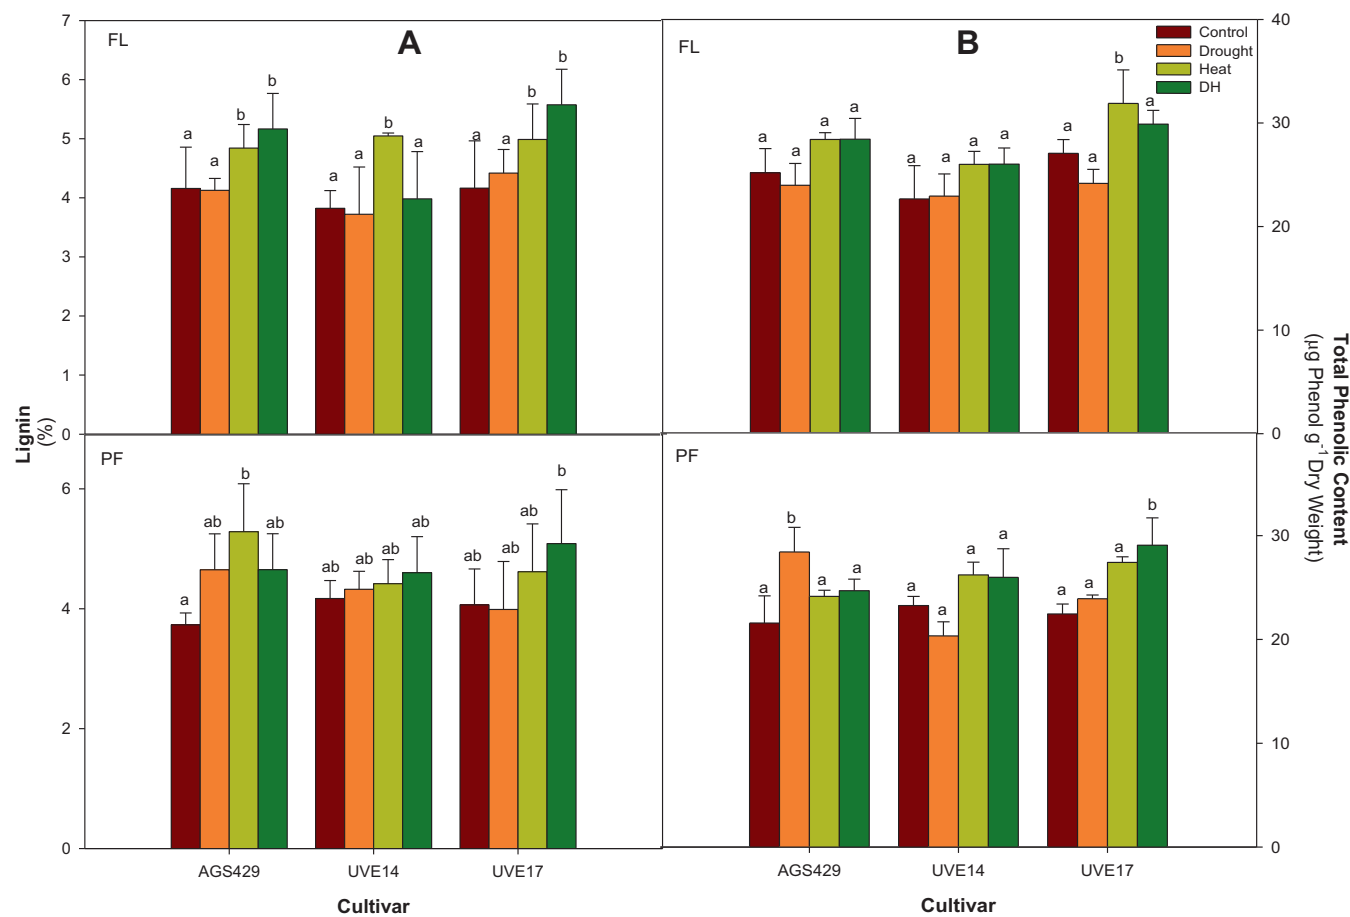 A
B
FL
FL
Control
Drought
Heat
DH
7
6
5
4
3
2
1
0
a
a
b
b
a
a
b
a
a
a
b
b
a
a
a
a
a
a
a
a
a
a
b
a
40
30
20
10
0
Lignin
(%)
Total Phenolic Content
(µg Phenol g-1 Dry Weight)
PF
PF
6
4
2
0
a
ab
b
ab
ab
ab
ab
ab
ab
ab
ab
b
a
b
a
a
a
a
a
a
a
a
a
b
30
20
10
0
AGS429
UVE14
UVE17
AGS429
UVE14
UVE17
Cultivar
Cultivar